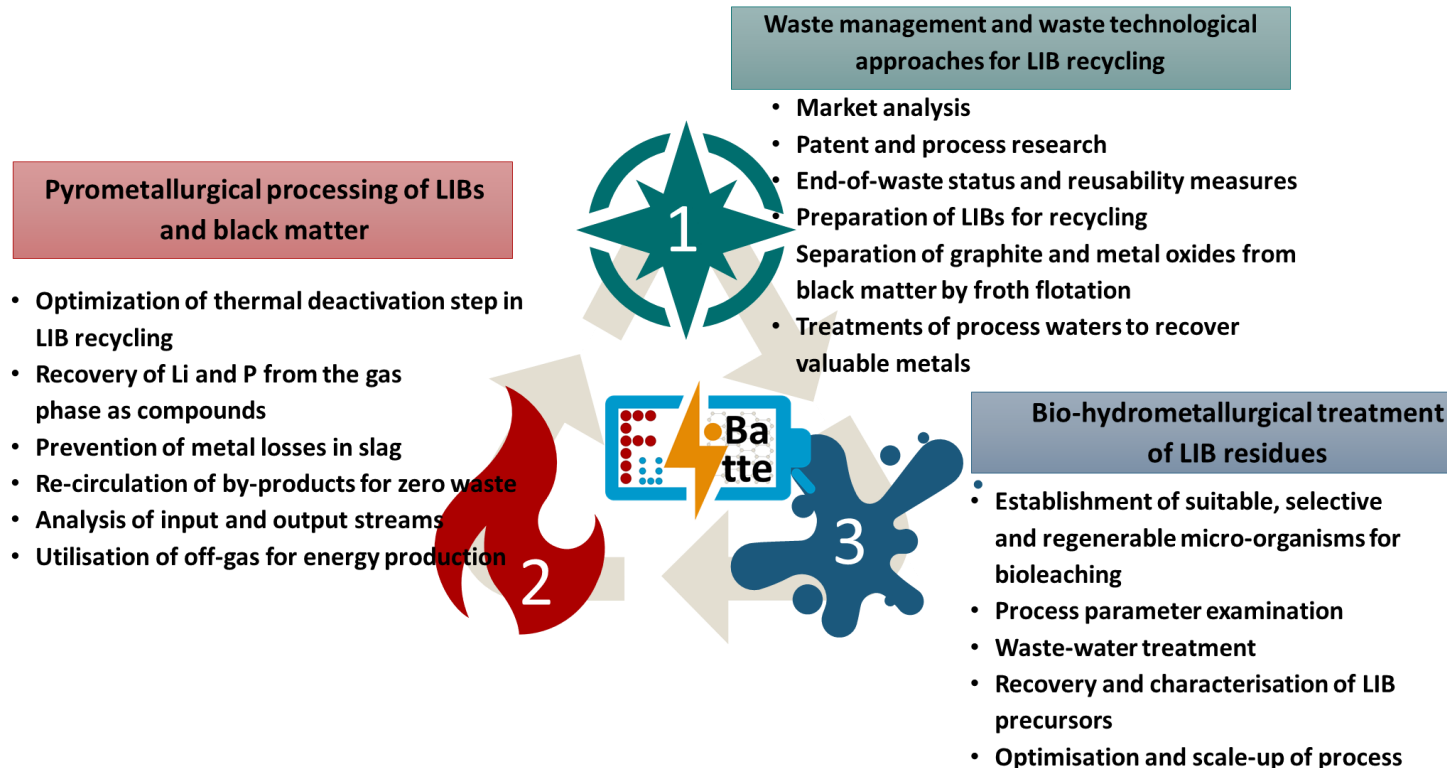 Waste management and waste technological
approaches for LIB recycling
• Market analysis
• Patent and process research
• End-of-waste status and reusability measures
• Preparation of LIBs for recycling
• Separation of graphite and metal oxides from
black matter by froth flotation
• Treatments of process waters to recover
valuable metals
1
Pyrometallurgical processing of LIBs
and black matter
• Optimization of thermal deactivation step in
LIB recycling
• Recovery of Li and P from the gas
phase as compounds
• Prevention of metal losses in slag
• Re-circulation of by-products for zero waste
• Analysis of input and output streams
• Utilisation of off-gas for energy production
2
Eu
•Ba
tte
Bio-hydrometallurgical treatment
of LIB residues
• Establishment of suitable, selective
and regenerable micro-organisms for
bioleaching
• Process parameter examination
• Waste-water treatment
• Recovery and characterisation of LIB
precursors
• Optimisation and scale-up of process
3